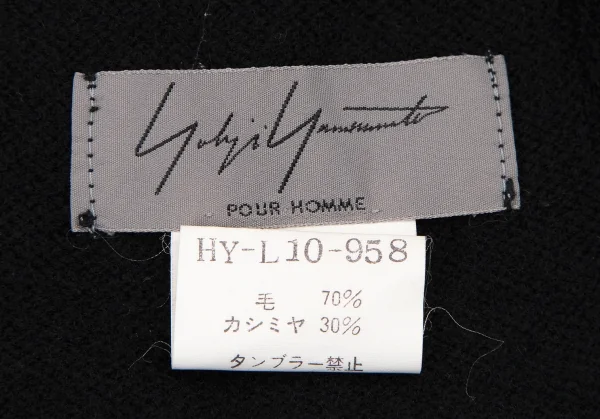 Yohji Yamamoto
POUR HOMME
HY-L10-958
毛 70%
カシミヤ 30%
タンブラー禁止